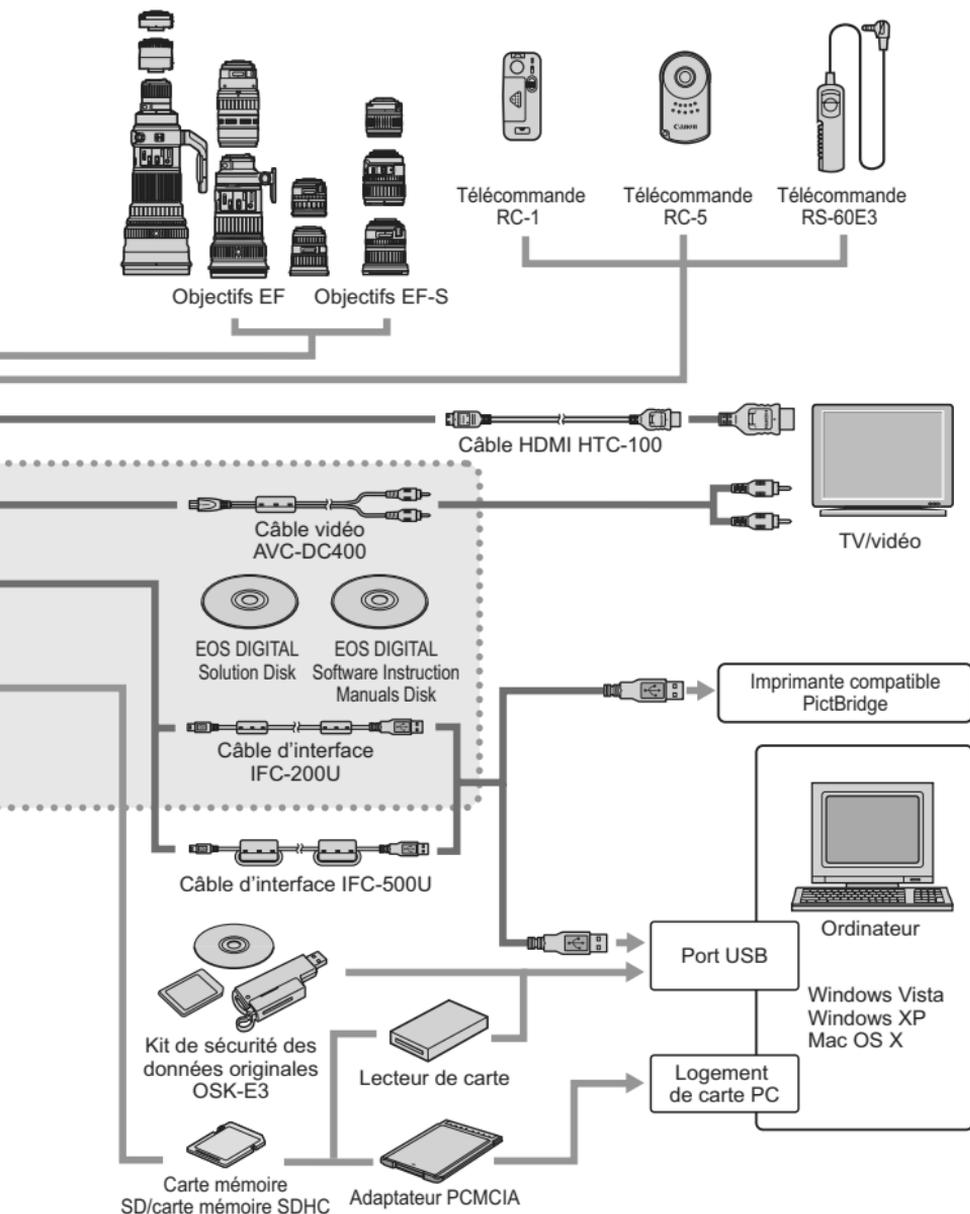 Canon
Télécommande
RC-1
Télécommande
RC-5
Télécommande
RS-60E3
Objectifs EF
Objectifs EF-S
Câble HDMI HTC-100
Câble vidéo
AVC-DC400
TV/vidéo
EOS DIGITAL
Solution Disk
EOS DIGITAL
Software Instruction
Manuals Disk
Imprimante compatible
PictBridge
Câble d'interface
IFC-200U
Câble d'interface IFC-500U
Ordinateur
Port USB
Windows Vista
Windows XP
Mac OS X
Kit de sécurité des
données originales
OSK-E3
Lecteur de carte
Logement
de carte PC
Carte mémoire
SD/carte mémoire SDHC
Adaptateur PCMCIA